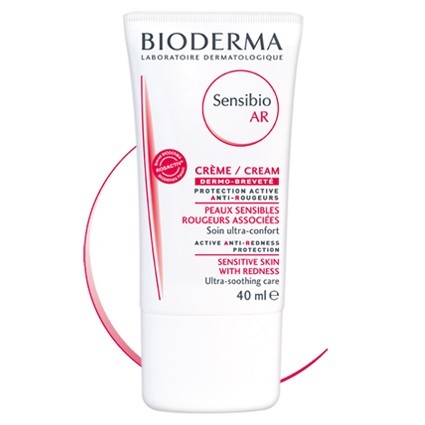 BIODERMA
LABORATOIRE DERMATOLOGIQUE
Sensibio
AR
ROSACTIV
CRÈME / CREAM
DERMO-BREVETÉ
PROTECTION ACTIVE
ANTI-ROUGEURS
PEAUX SENSIBLES
ROUGEURS ASSOCIÉES
Soin ultra-confort
ACTIVE ANTI-REDNESS
PROTECTION
SENSITIVE SKIN
WITH REDNESS
Ultra-soothing care
40 ml e